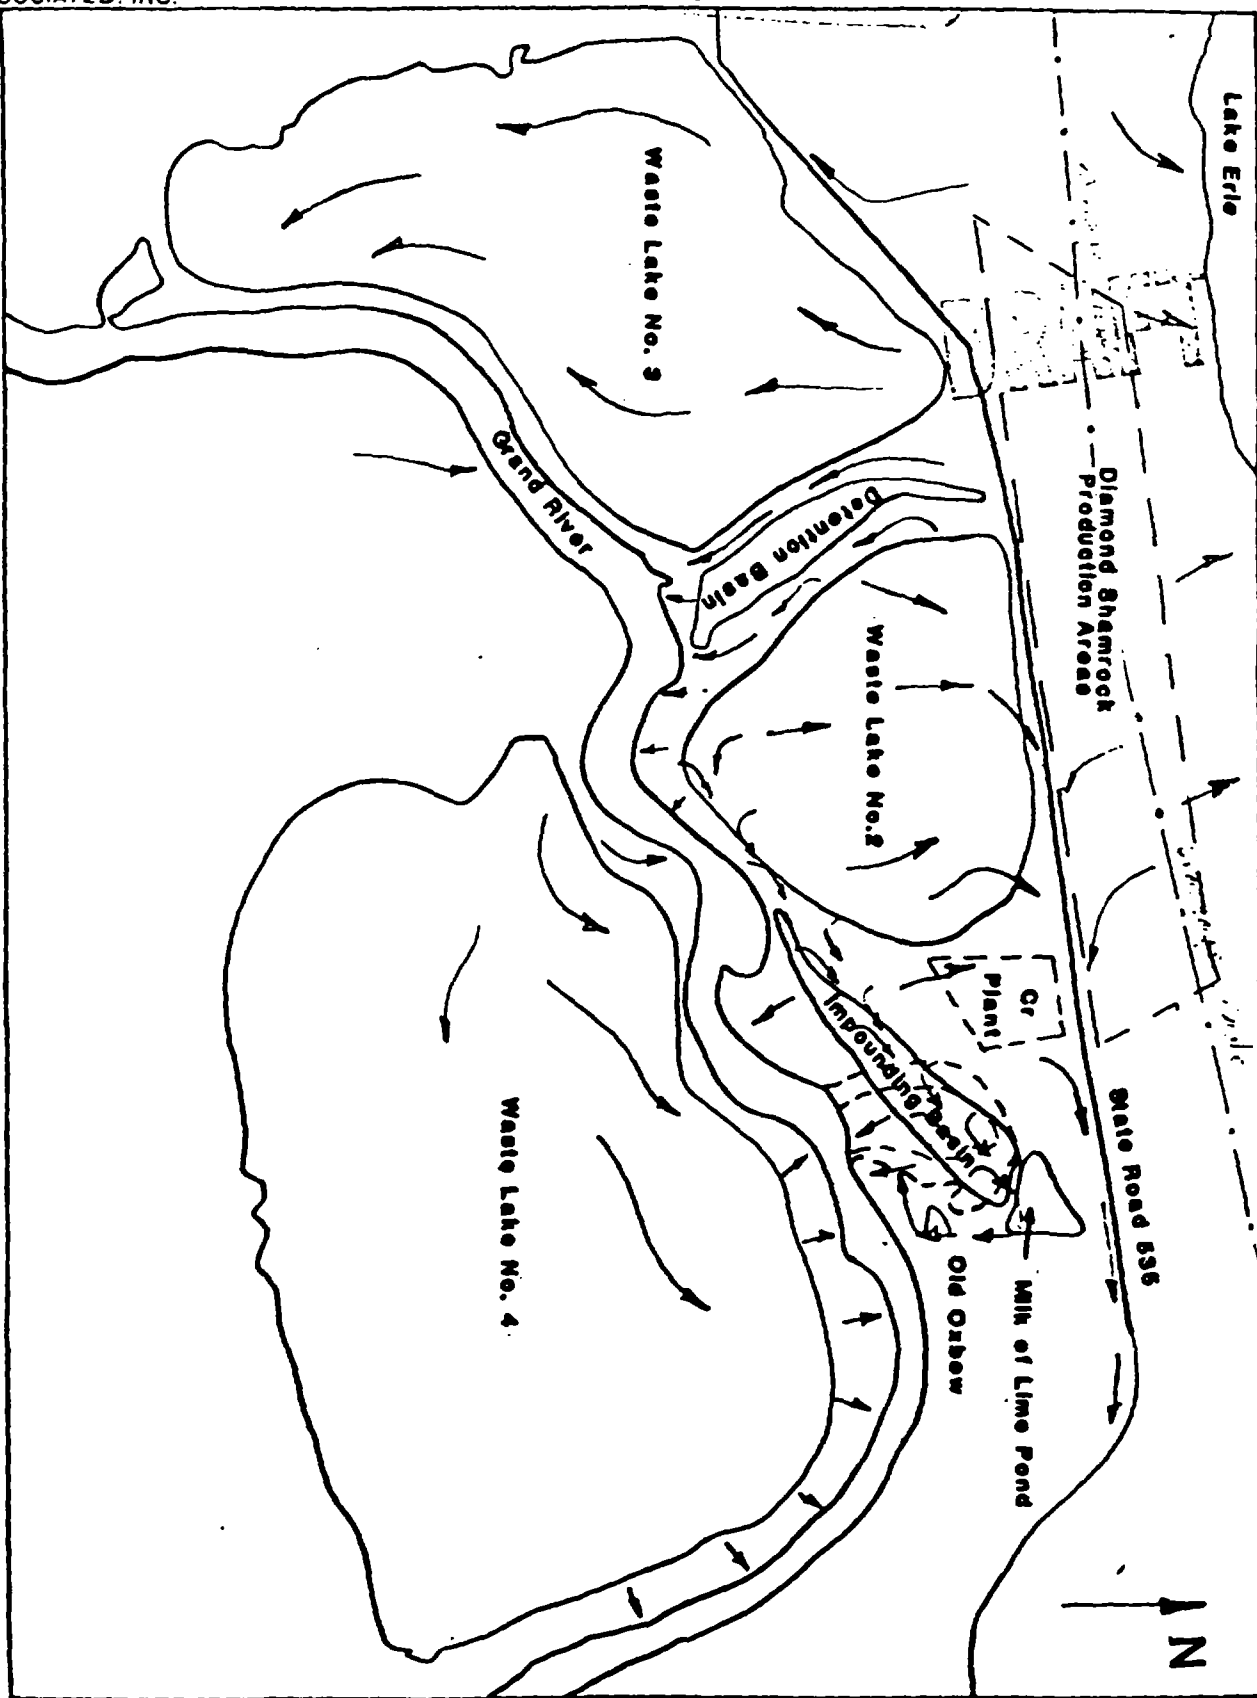 Lake Erie
Diamond Shamrock
Production Areas
Waste Lake No. 3
Detention Basin
Grand River
Waste Lake No.2
Cr
Plant
Impounding Basin
State Road 535
Milk of Lime Pond
Old Oxbow
Waste Lake No. 4
N